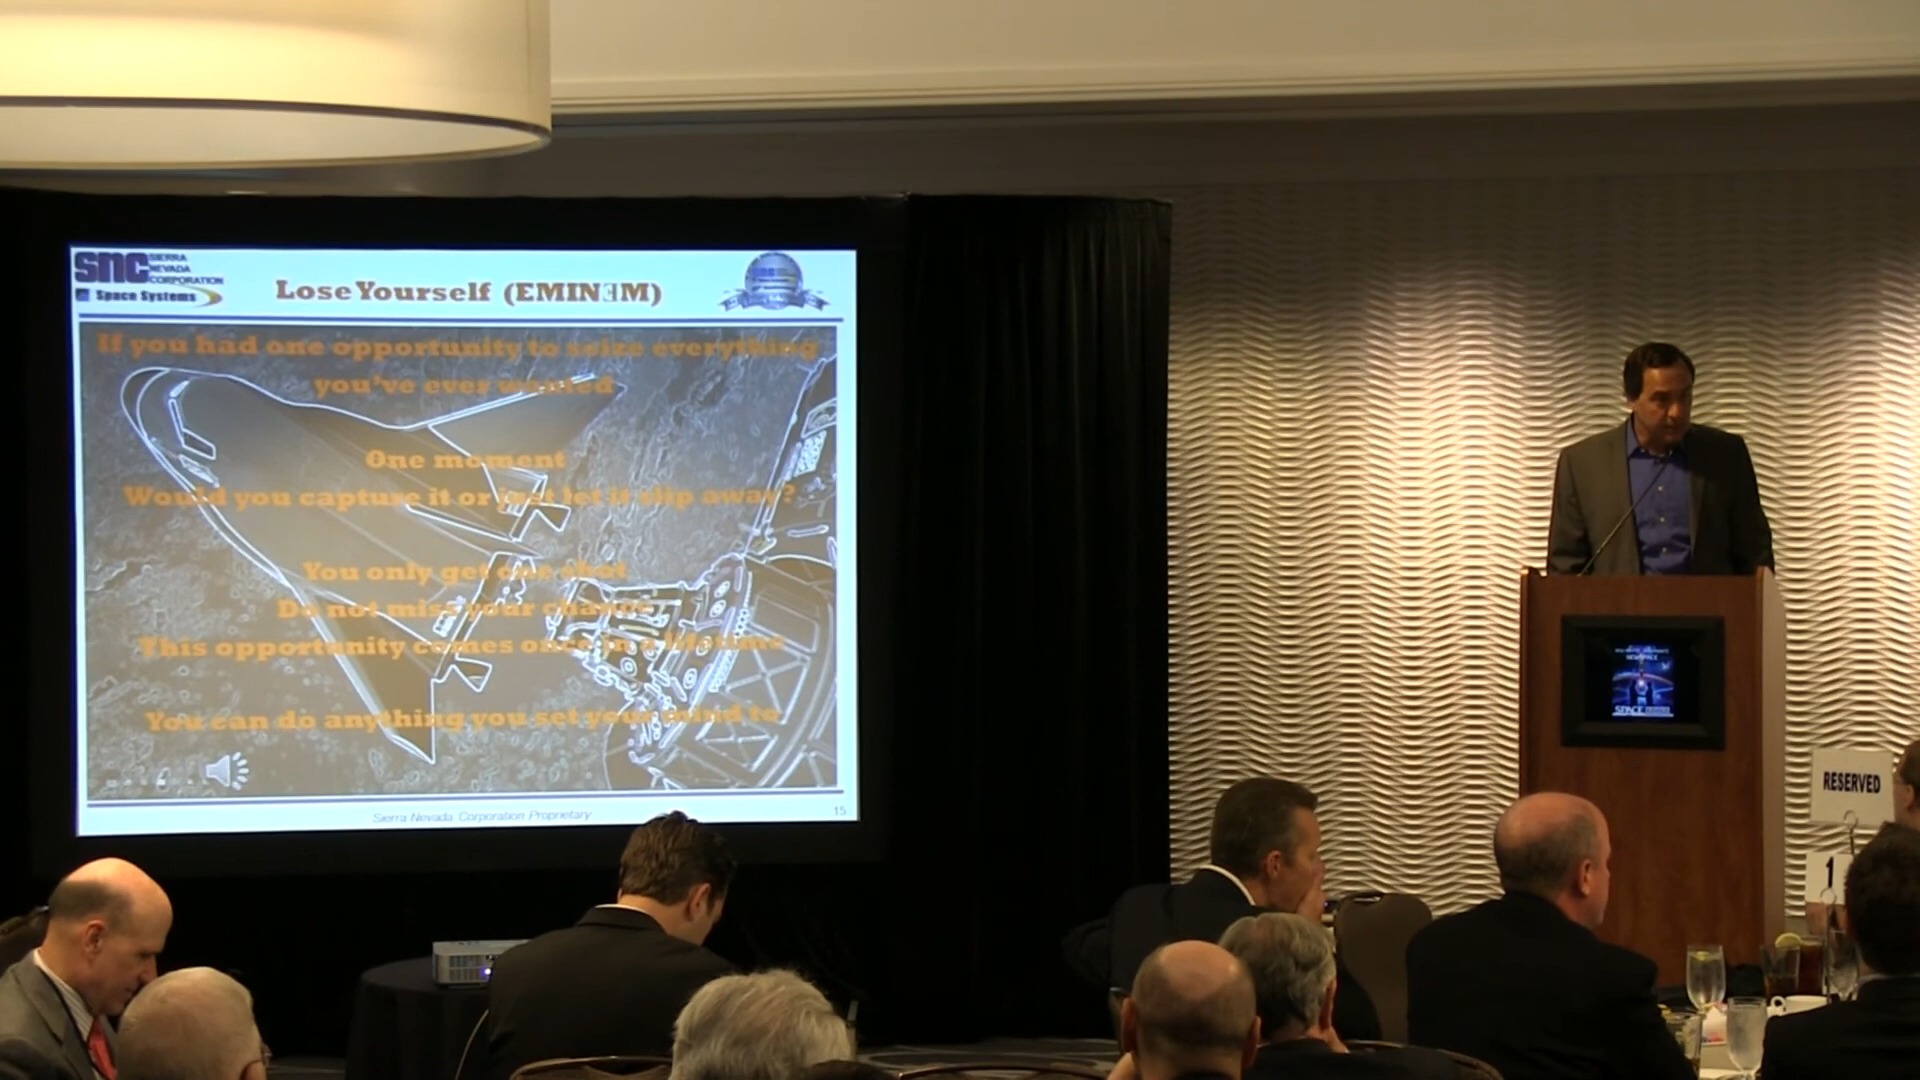 SNC SIERRA
NEVADA
CORPORATION
Space Systems
Lose Yourself (EMINƎM)
If you had one opportunity to seize everything
you've ever wanted
One moment
Would you capture it or just let it slip away?
You only get one shot
Do not miss your chance
This opportunity comes once in a lifetime
You can do anything you set your mind to
Sierra Nevada Corporation Proprietary
15
SPACE
RESERVED
1